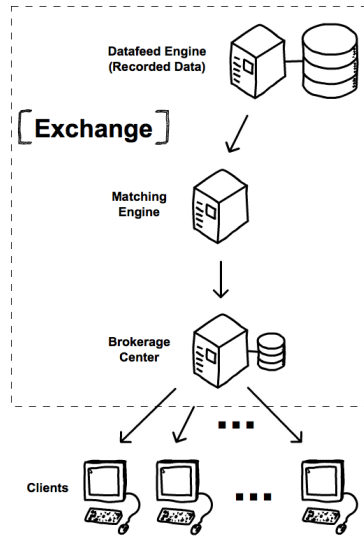 Datafeed Engine
(Recorded Data)
[Exchange]
Matching
Engine
Brokerage
Center
Clients